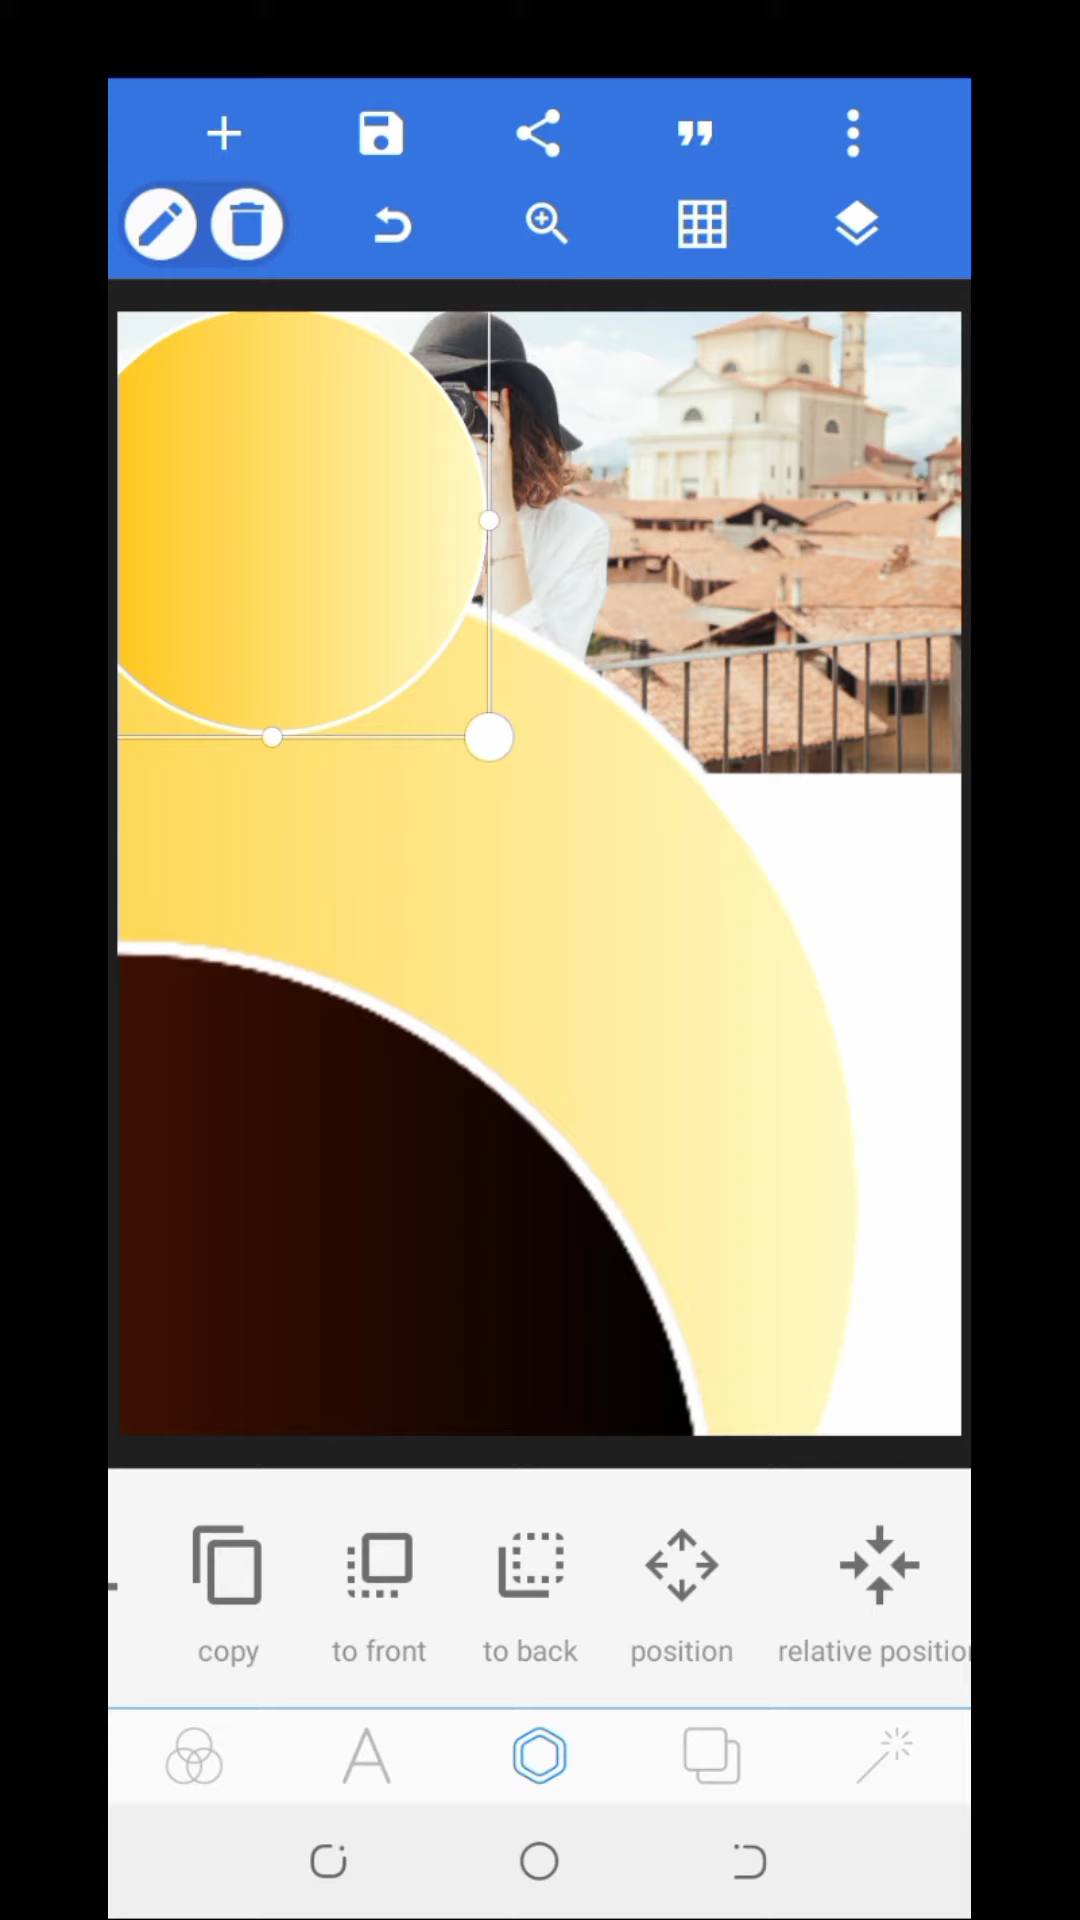 copy
to front
to back
position
relative position